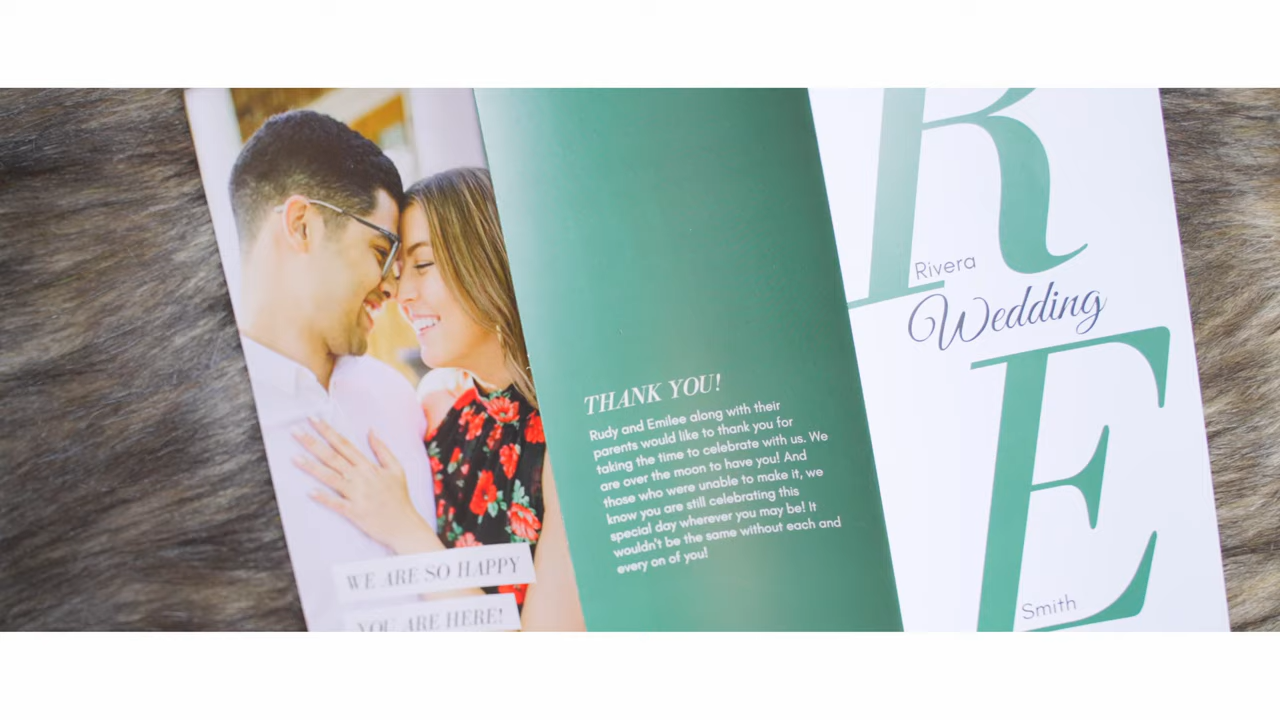 WE ARE SO HAPPY
YOU ARE HERE!
THANK YOU!
Rudy and Emilee along with their
parents would like to thank you for
taking the time to celebrate with us. We
are over the moon to have you! And
those who were unable to make it, we
know you are still celebrating this
special day wherever you may be! It
wouldn't be the same without each and
every on of you!
R
Rivera
Wedding
E
Smith